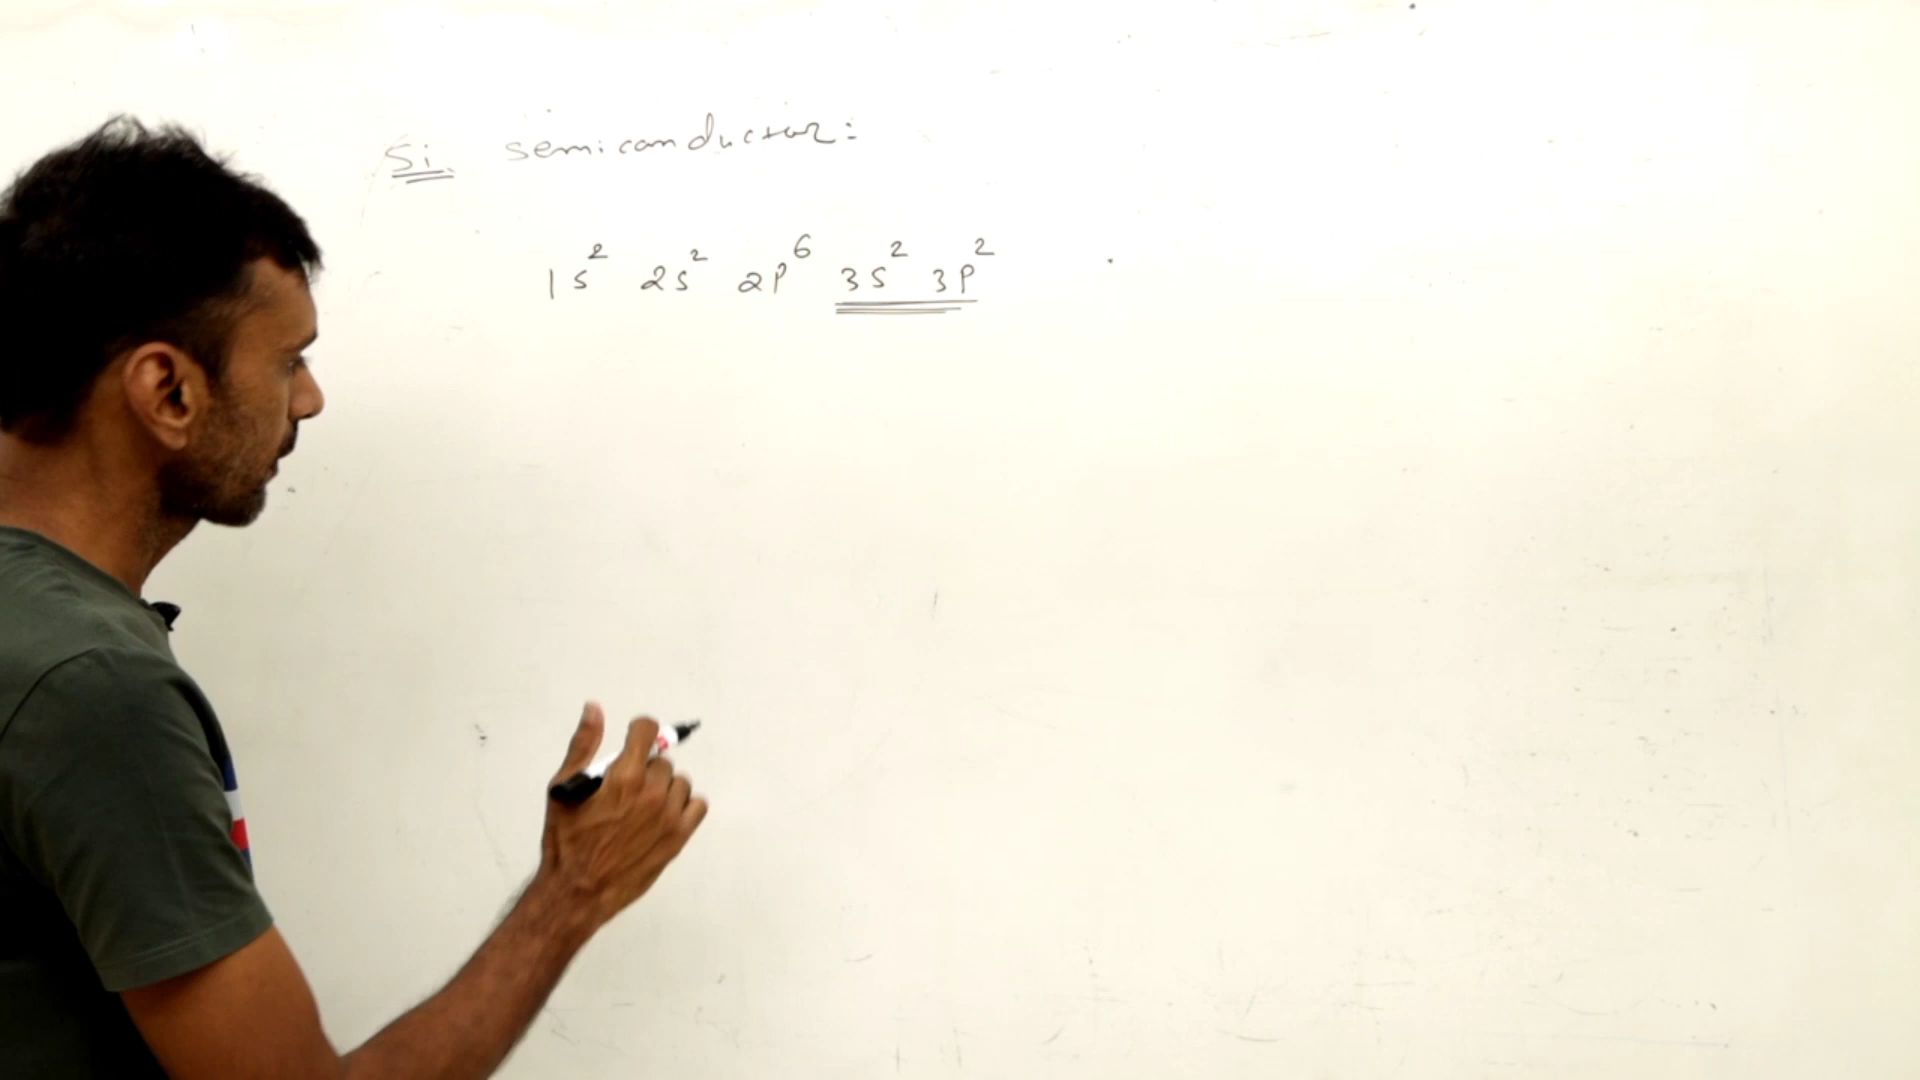 Si semiconductor:
1s² 2s² 2p⁶ 3s² 3p²